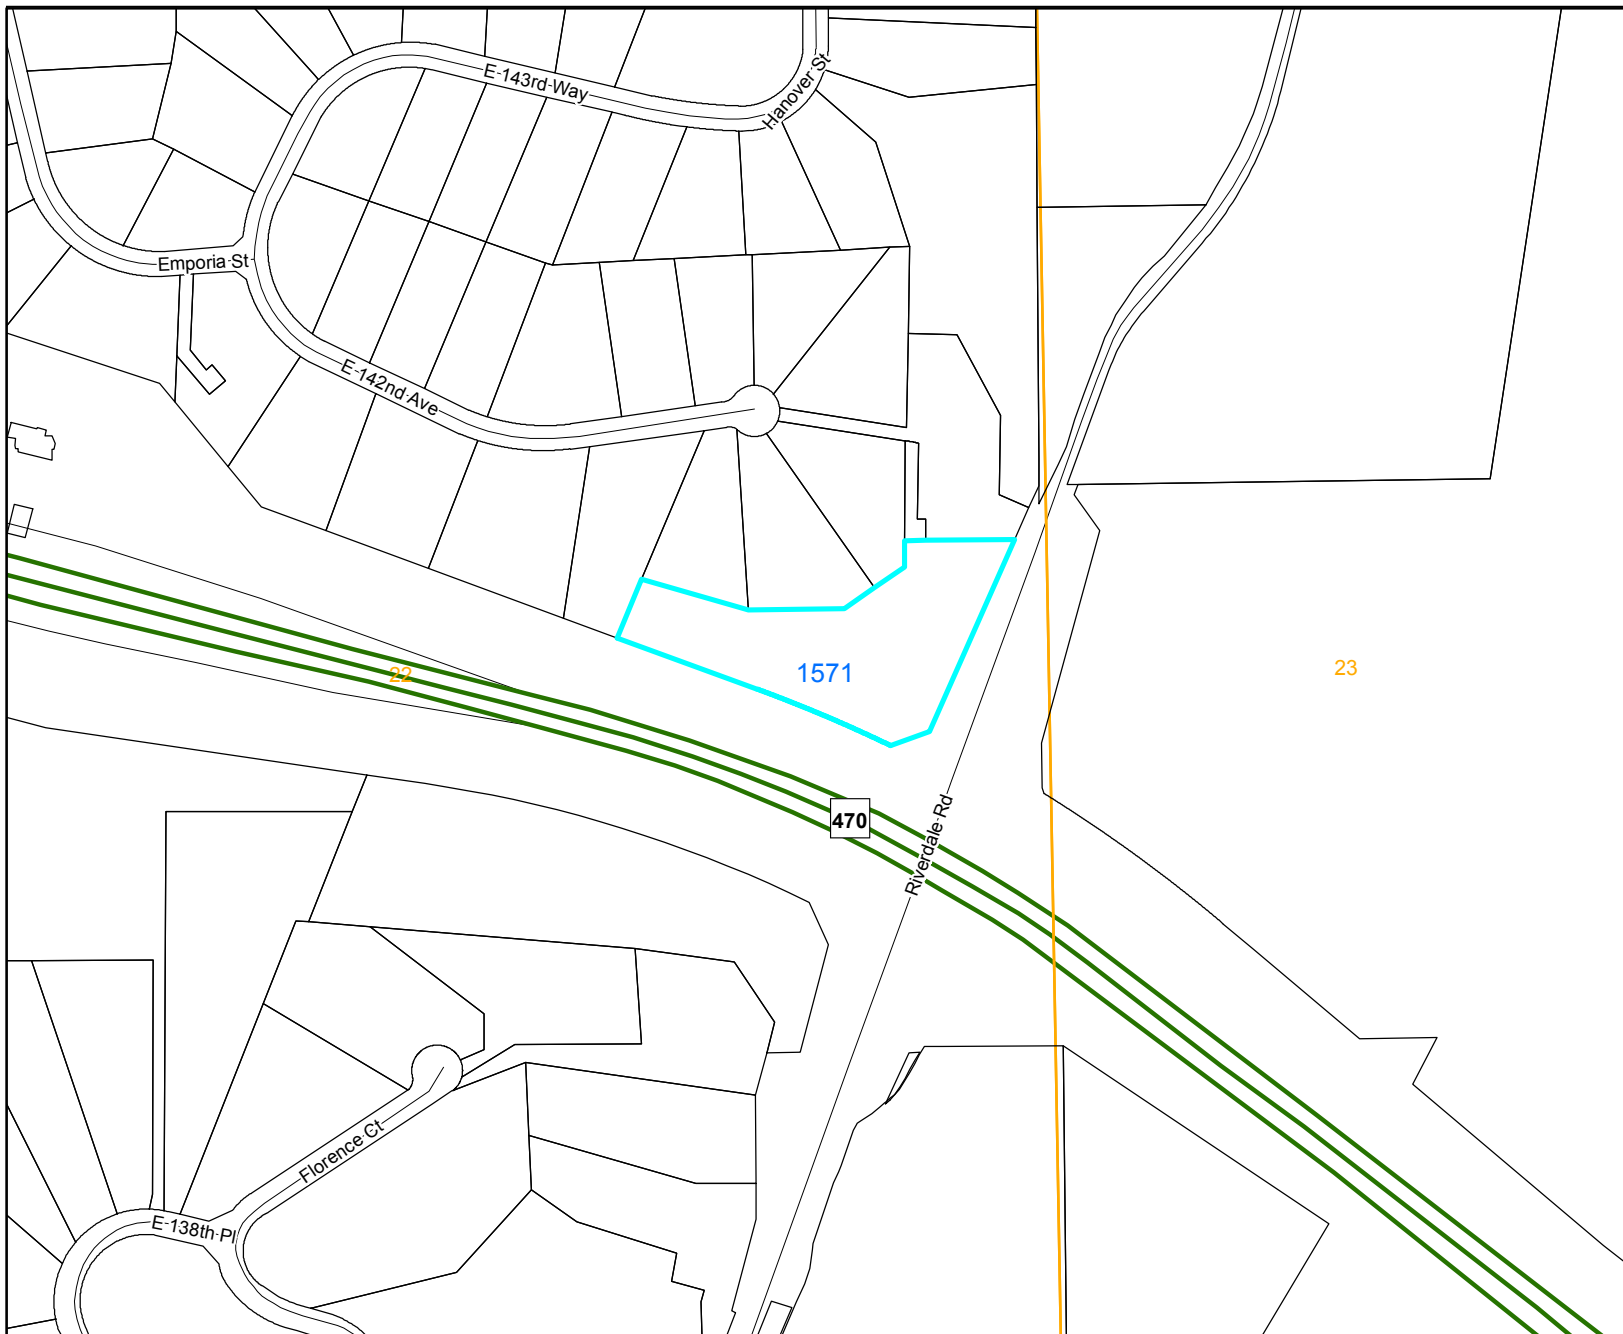 E 143rd Way
Hanover St
Emporia St
E 142nd Ave
22
1571
23
470
Riverdale Rd
Florence Ct
E 138th Pl